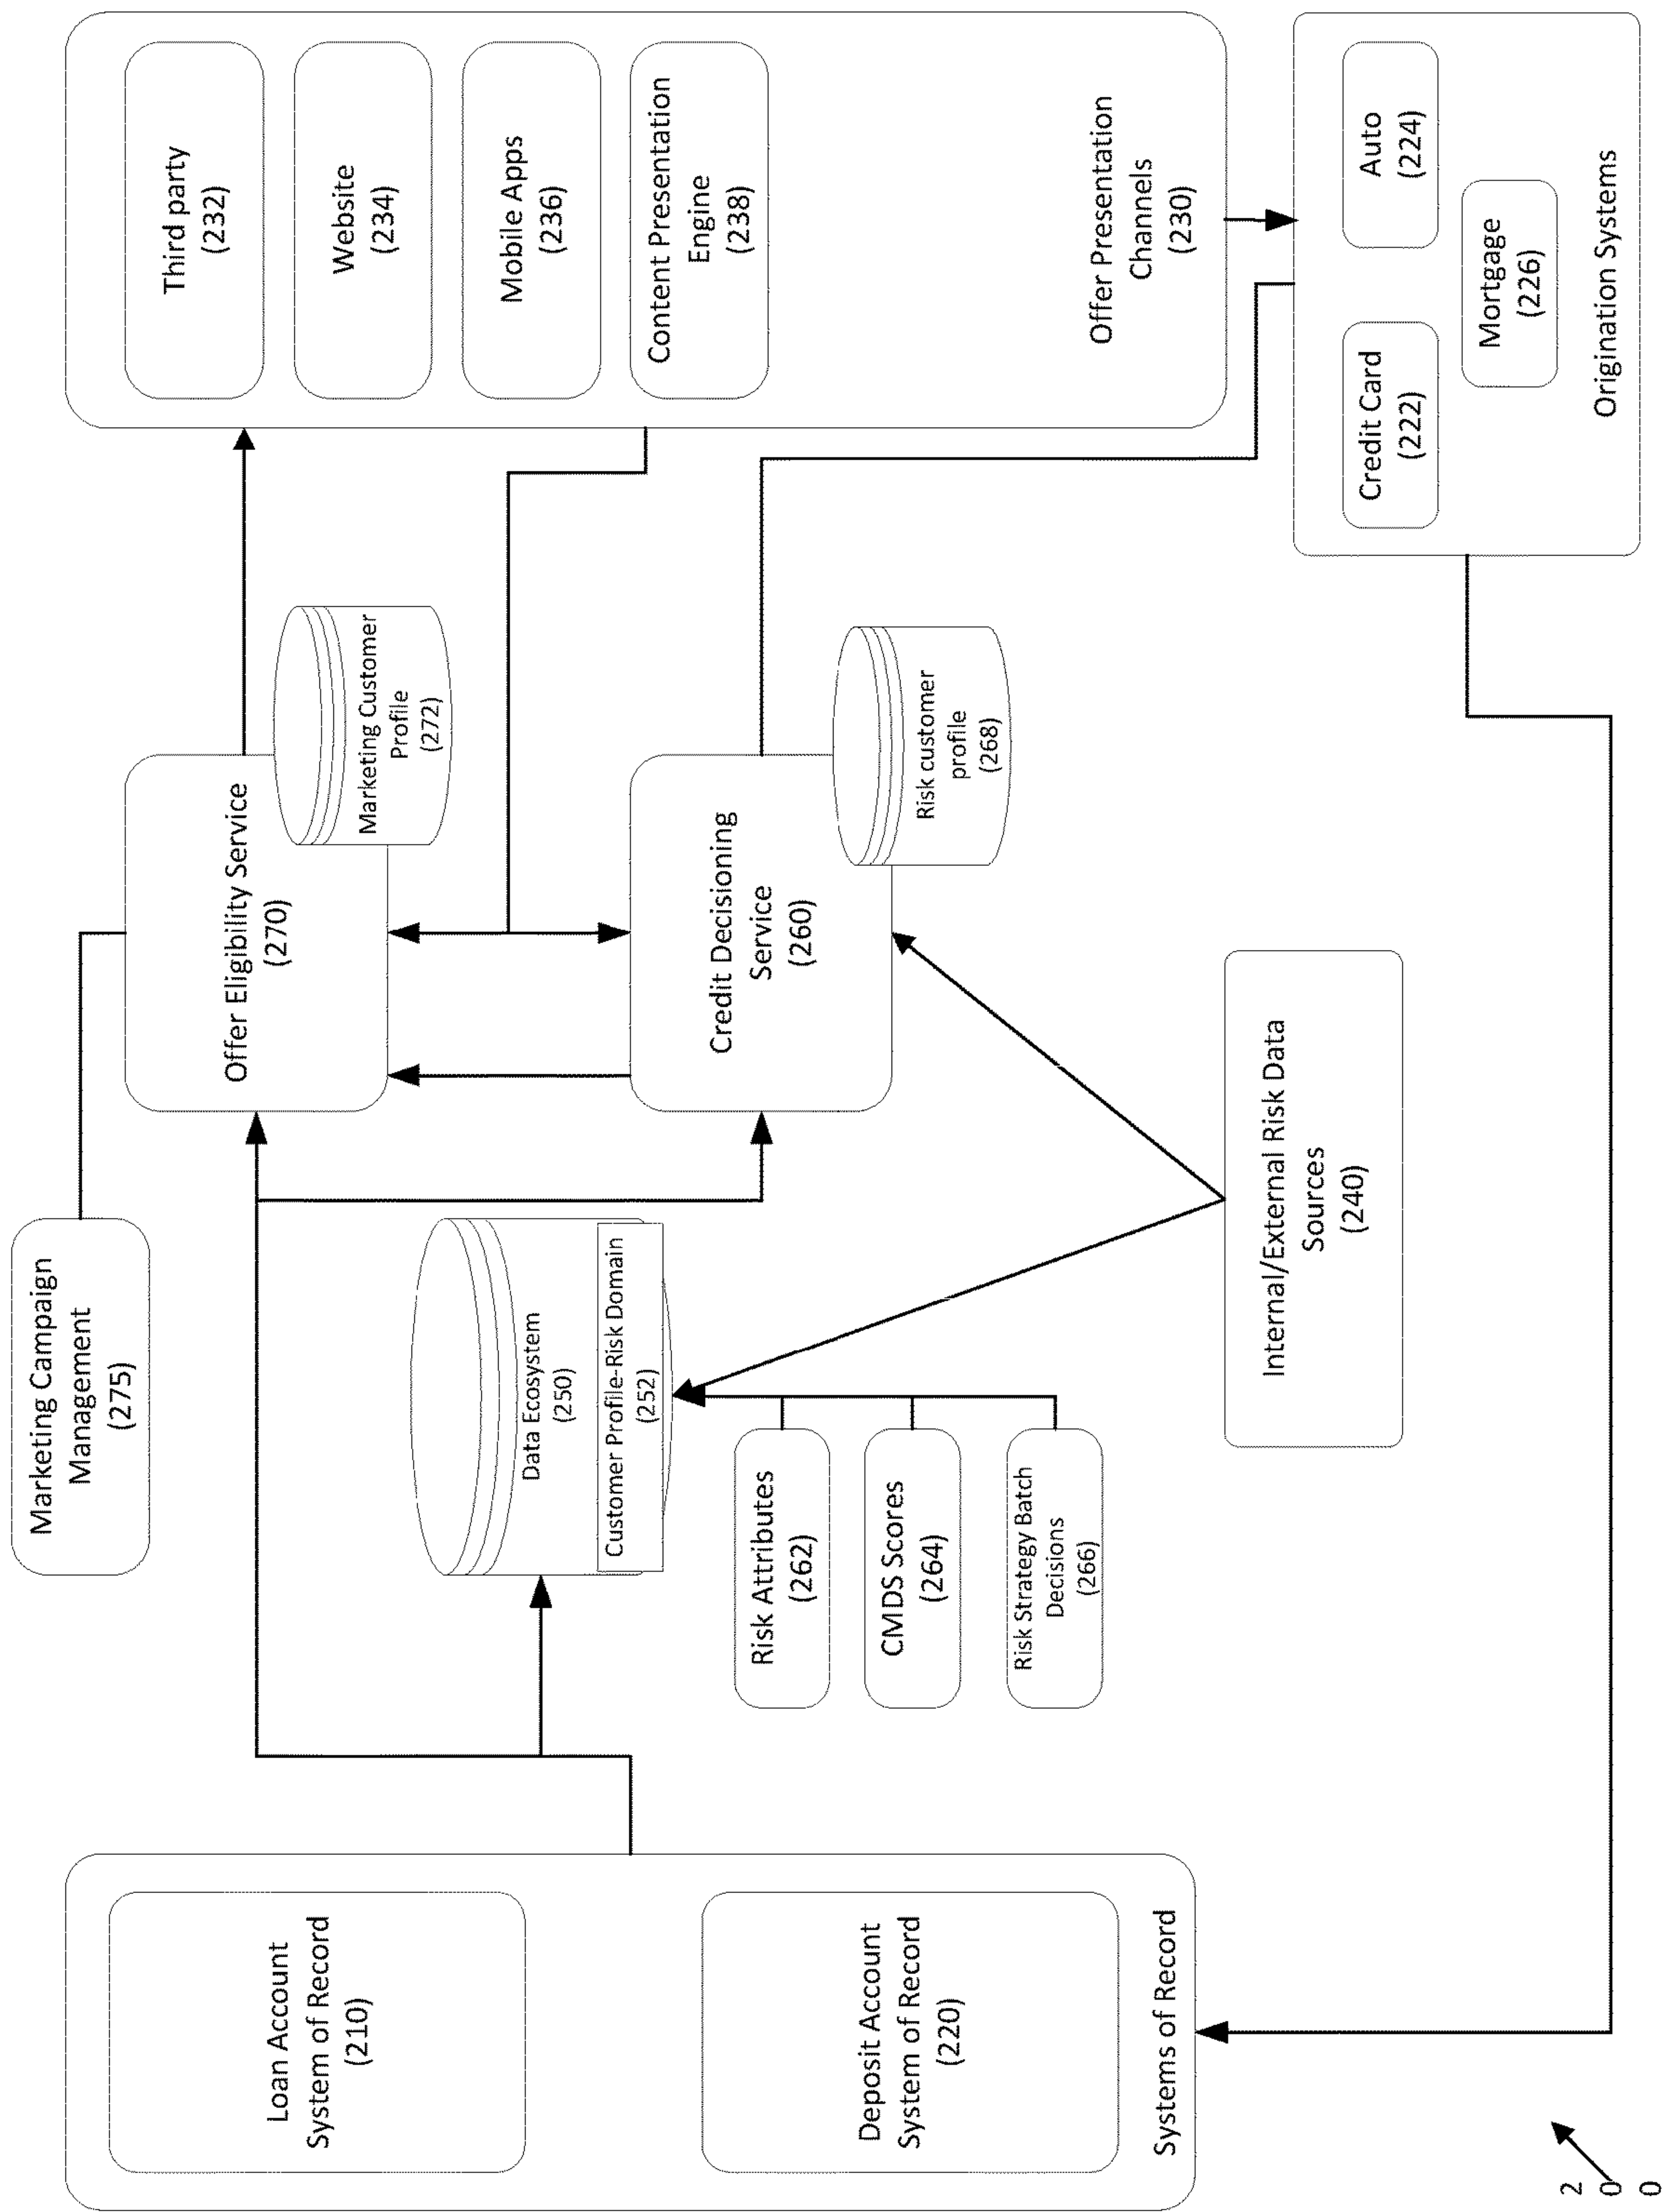 Marketing Campaign
Management
(275)
Loan Account
System of Record
(210)
Deposit Account
System of Record
(220)
Systems of Record
Data Ecosystem
(250)
Customer Profile-Risk Domain
(252)
Risk Attributes
(262)
CMDS Scores
(264)
Risk Strategy Batch
Decisions
(266)
Internal/External Risk Data
Sources
(240)
Offer Eligibility Service
(270)
Marketing Customer
Profile
(272)
Credit Decisioning
Service
(260)
Risk customer
profile
(268)
Third party
(232)
Website
(234)
Mobile Apps
(236)
Content Presentation
Engine
(238)
Offer Presentation
Channels
(230)
Credit Card
(222)
Auto
(224)
Mortgage
(226)
Origination Systems
200